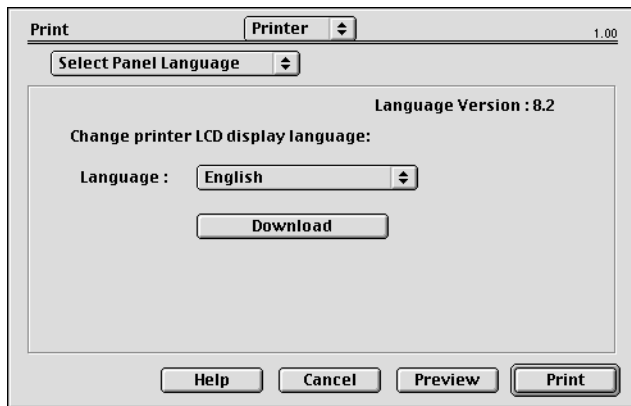 Print Printer 1.00
Select Panel Language
Language Version : 8.2
Change printer LCD display language:
Language : English
Download
Help Cancel Preview Print